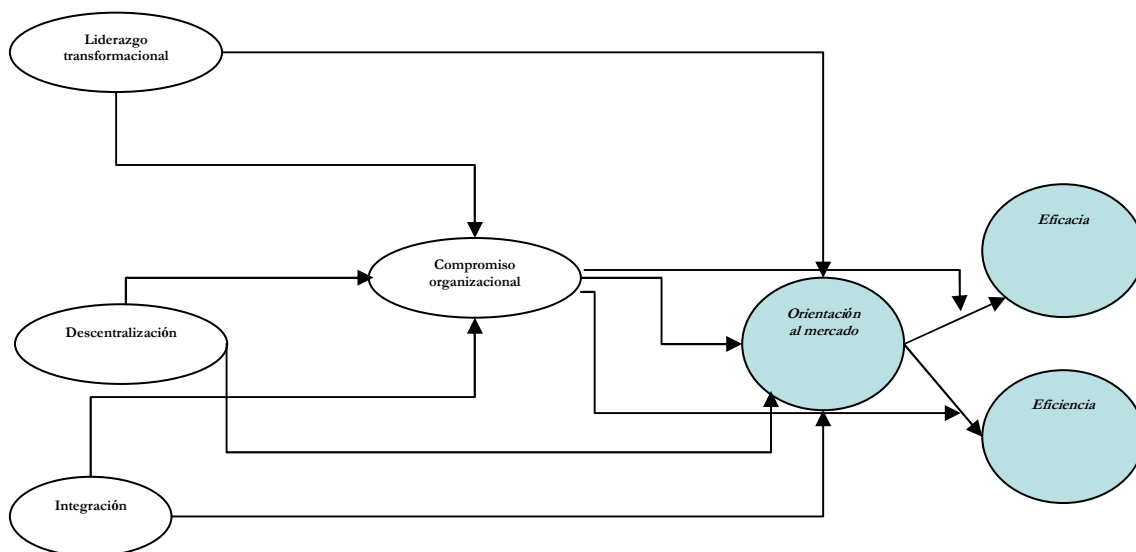 Liderazgo
transformacional
Eficacia
Compromiso
organizacional
Orientación
al mercado
Descentralización
Eficiencia
Integración